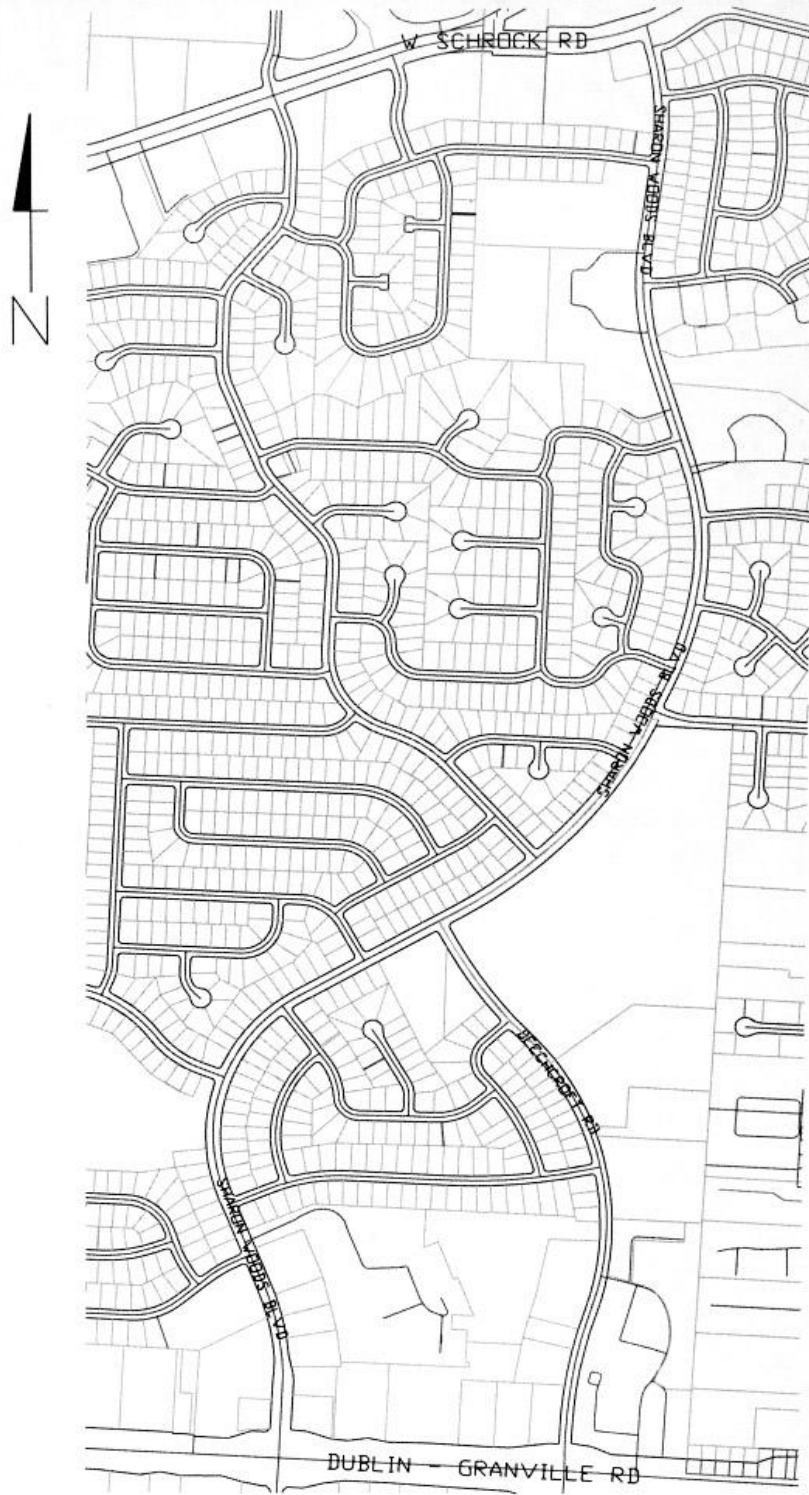 W SCHROCK RD
SHARON WOODS BLVD
N
SHARON WOODS BLVD
BEECHCROFT RD
SHARON WOODS BLVD
DUBLIN - GRANVILLE RD